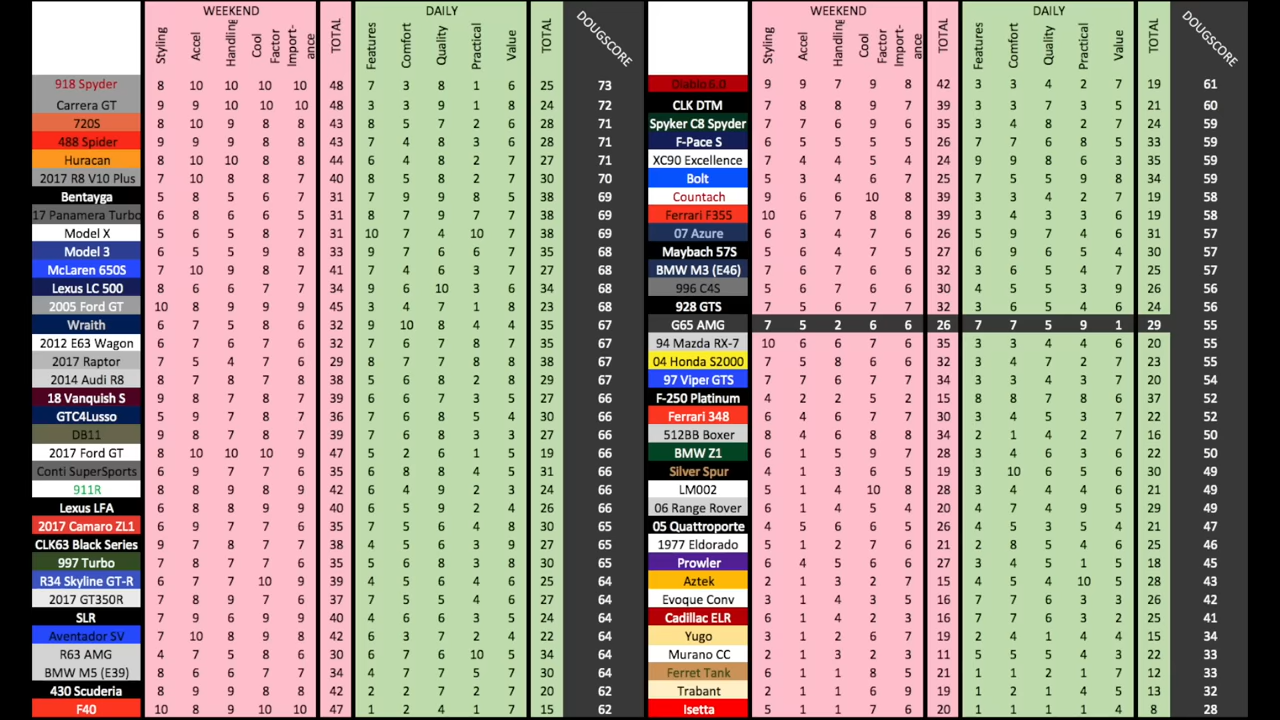 WEEKEND DAILY
Styling Accel Handling Cool Factor Import-ance TOTAL Features Comfort Quality Practical Value TOTAL DOUGSCORE
918 Spyder 8 10 10 10 10 48 7 3 8 1 6 25 73
Carrera GT 9 9 10 10 10 48 3 3 9 1 8 24 72
720S 8 10 9 8 8 43 8 5 7 2 6 28 71
488 Spider 9 9 9 8 8 43 7 4 8 3 6 28 71
Huracan 8 10 10 8 8 44 6 4 8 2 7 27 71
2017 R8 V10 Plus 7 10 8 8 7 40 8 5 8 2 7 30 70
Bentayga 5 8 5 6 7 31 7 9 9 8 5 38 69
17 Panamera Turbo 6 8 6 6 5 31 8 7 9 7 7 38 69
Model X 5 6 5 8 7 31 10 7 4 10 7 38 69
Model 3 6 5 5 9 8 33 9 7 6 6 7 35 68
McLaren 650S 7 10 9 8 7 41 7 4 6 3 7 27 68
Lexus LC 500 8 6 6 7 7 34 9 6 10 3 6 34 68
2005 Ford GT 10 8 9 9 9 45 3 4 7 1 8 23 68
Wraith 6 7 5 8 6 32 9 10 8 4 4 35 67
2012 E63 Wagon 7 8 7 7 6 35 7 6 7 8 4 32 67
2017 Raptor 7 5 4 7 6 29 8 7 7 8 8 38 67
2014 Audi R8 8 7 8 7 8 38 5 6 8 2 8 29 67
18 Vanquish S 9 8 7 8 7 39 6 6 7 3 5 27 66
GTC4Lusso 5 9 7 8 7 36 7 6 8 5 4 30 66
DB11 9 8 7 8 7 39 7 6 8 3 3 27 66
2017 Ford GT 8 10 10 10 9 47 5 2 6 1 5 19 66
Conti SuperSports 6 9 7 7 6 35 6 8 8 4 5 31 66
911R 8 8 9 8 9 42 6 4 9 2 3 24 66
Lexus LFA 6 8 8 9 9 40 6 5 8 2 5 26 66
2017 Camaro ZL1 6 9 7 7 6 35 7 5 6 4 8 30 65
CLK63 Black Series 9 7 8 7 7 38 4 5 6 3 9 27 65
997 Turbo 7 8 8 7 5 35 5 6 8 3 8 30 65
R34 Skyline GT-R 6 7 7 10 9 39 4 5 6 4 6 25 64
2017 GT350R 7 8 9 7 6 37 6 5 5 4 6 27 64
SLR 7 9 6 9 9 40 4 6 6 3 5 24 64
Aventador SV 7 10 8 9 8 42 6 3 7 2 4 22 64
R63 AMG 4 7 5 8 6 30 6 7 6 10 5 34 64
BMW M5 (E39) 8 6 6 7 7 34 4 7 7 5 7 30 64
430 Scuderia 8 9 9 8 8 42 2 2 7 2 7 20 62
F40 10 8 9 10 10 47 1 2 4 1 7 15 62
WEEKEND DAILY
Styling Accel Handling Cool Factor Import-ance TOTAL Features Comfort Quality Practical Value TOTAL DOUGSCORE
Diablo 6.0 9 9 7 9 8 42 3 3 4 2 7 19 61
CLK DTM 7 8 8 9 7 39 3 3 7 3 5 21 60
Spyker C8 Spyder 7 7 6 9 6 35 3 4 8 2 7 24 59
F-Pace S 6 5 5 5 5 26 7 7 6 8 5 33 59
XC90 Excellence 7 4 4 5 4 24 9 9 8 6 3 35 59
Bolt 5 3 4 6 7 25 7 5 5 9 8 34 59
Countach 9 6 6 10 8 39 3 3 4 2 7 19 58
Ferrari F355 10 6 7 8 8 39 3 4 3 3 6 19 58
07 Azure 6 3 4 7 6 26 5 9 7 4 6 31 57
Maybach 57S 5 6 4 7 5 27 6 9 6 5 4 30 57
BMW M3 (E46) 7 6 7 6 6 32 3 6 5 4 7 25 57
996 C4S 5 6 7 6 6 30 4 5 5 3 9 26 56
928 GTS 7 5 6 7 7 32 3 6 5 4 6 24 56
G65 AMG 7 5 2 6 6 26 7 7 5 9 1 29 55
94 Mazda RX-7 10 6 6 7 6 35 3 3 4 4 6 20 55
04 Honda S2000 7 5 8 6 6 32 3 4 7 2 7 23 55
97 Viper GTS 7 7 6 7 7 34 3 3 4 3 7 20 54
F-250 Platinum 4 2 2 5 2 15 8 8 7 8 6 37 52
Ferrari 348 6 4 6 7 7 30 3 4 5 3 7 22 52
512BB Boxer 8 4 6 8 8 34 2 1 4 2 7 16 50
BMW Z1 6 1 5 9 7 28 3 4 6 3 6 22 50
Silver Spur 4 1 3 6 5 19 3 10 6 5 6 30 49
LM002 5 1 4 10 8 28 3 4 4 4 6 21 49
06 Range Rover 6 1 4 5 4 20 4 7 4 9 5 29 49
05 Quattroporte 4 5 6 6 5 26 4 5 3 5 4 21 47
1977 Eldorado 5 1 2 7 6 21 2 8 5 4 6 25 46
Prowler 6 4 5 6 6 27 3 4 5 1 5 18 45
Aztek 2 1 3 2 7 15 4 5 4 10 5 28 43
Evoque Conv 3 1 4 3 5 16 7 7 6 3 3 26 42
Cadillac ELR 6 1 4 3 2 16 7 7 6 3 2 25 41
Yugo 3 1 2 6 7 19 2 4 1 4 4 15 34
Murano CC 2 1 3 2 3 11 5 5 5 4 3 22 33
Ferret Tank 6 1 1 8 5 21 1 1 2 1 7 12 33
Trabant 2 1 1 6 9 19 1 2 1 4 5 13 32
Isetta 5 1 1 6 7 20 1 1 4 1 1 8 28